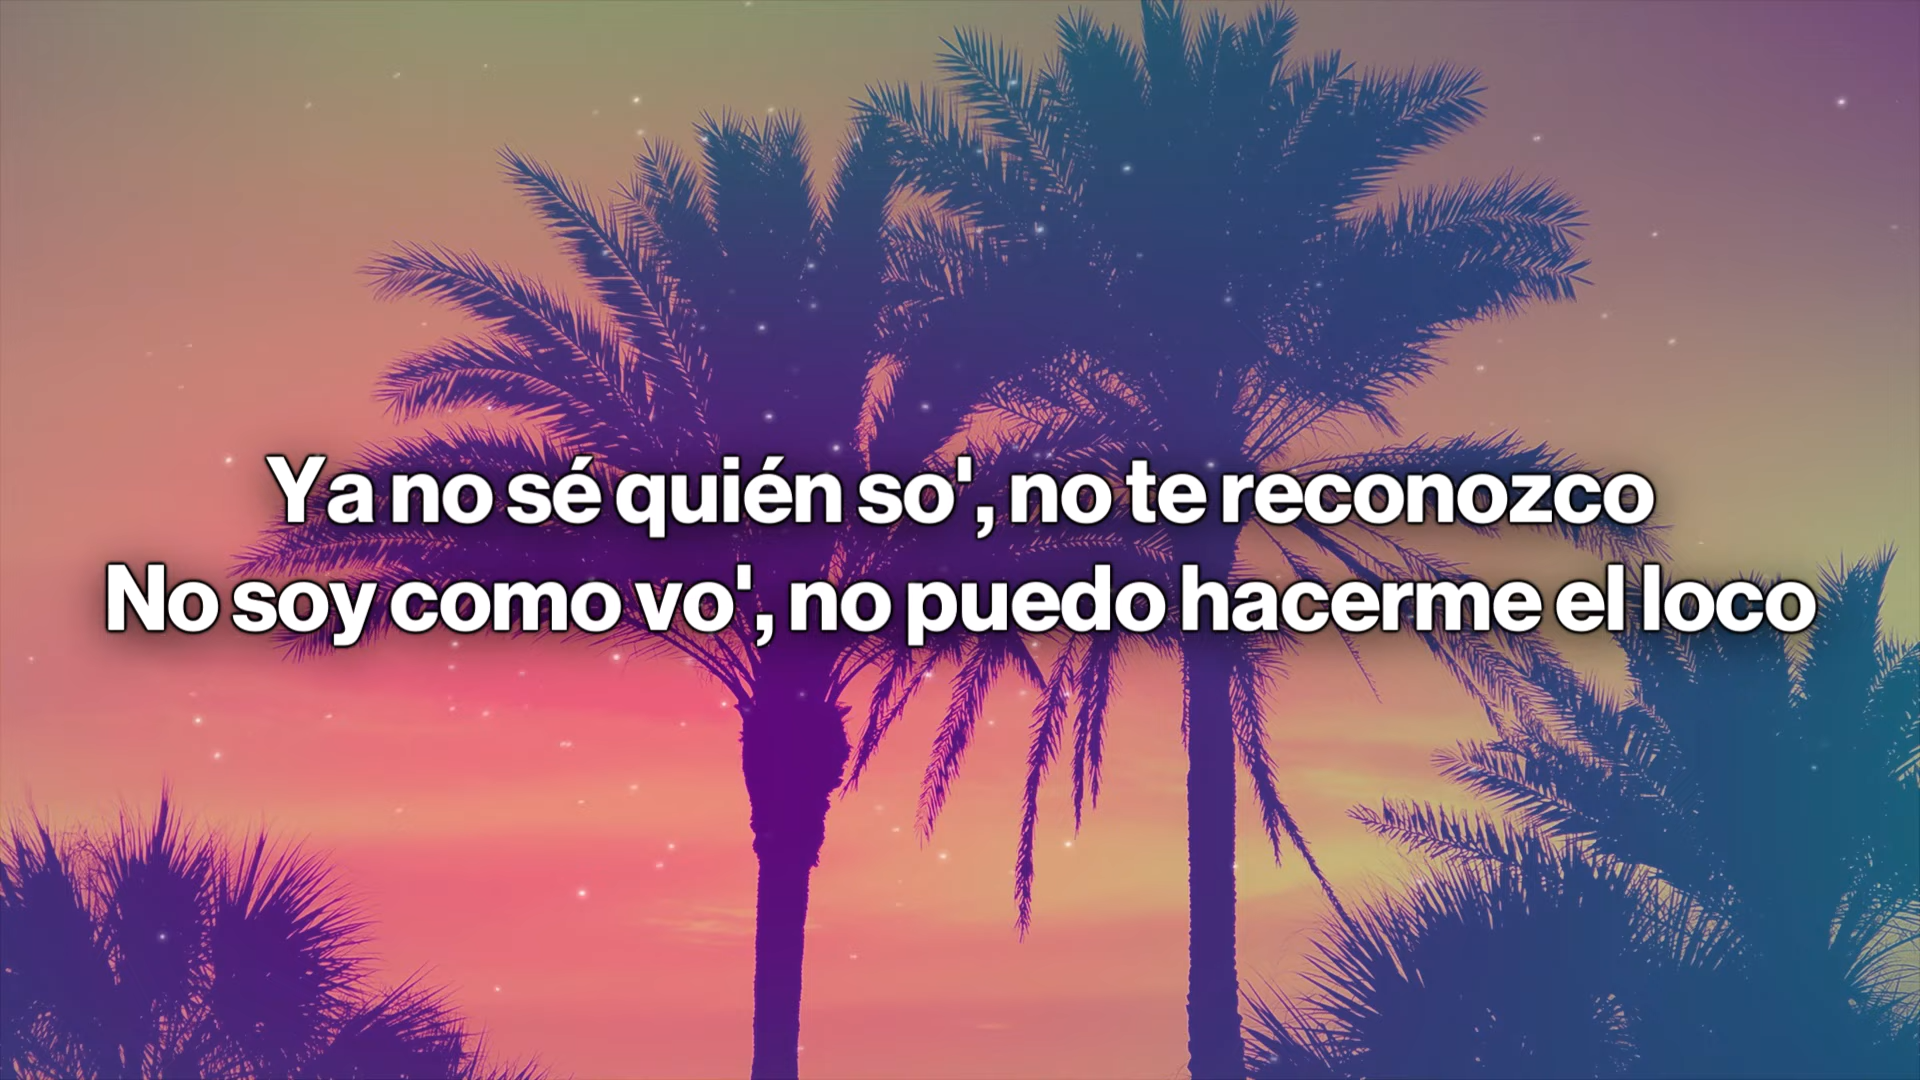 Ya no sé quién so', no te reconozco
No soy como vo', no puedo hacerme el loco